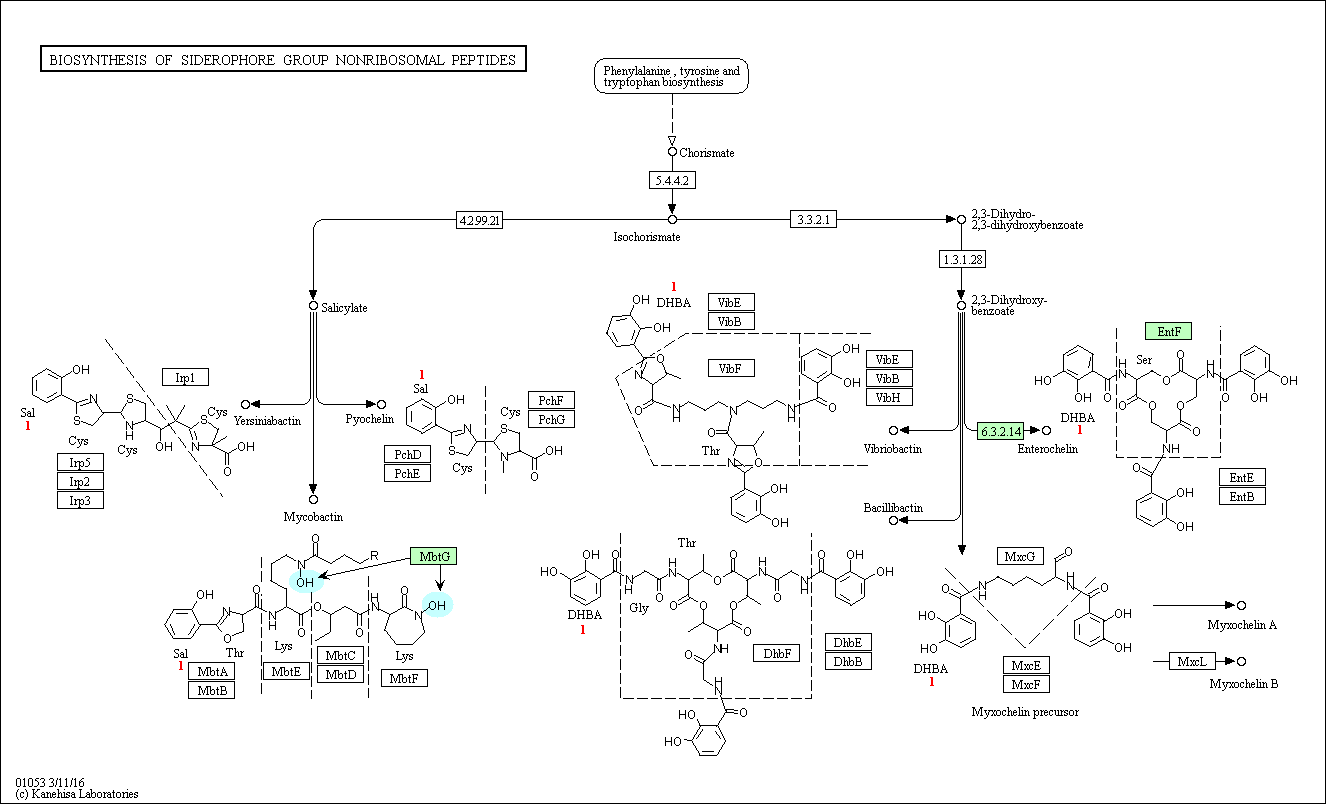 BIOSYNTHESIS OF SIDEROPHORE GROUP NONRIBOSOMAL PEPTIDES
Phenylalanine , tyrosine and
tryptophan biosynthesis
Chorismate
5.4.4.2
4.2.99.21
3.3.2.1
Isochorismate
2,3-Dihydro-
2,3-dihydroxybenzoate
1.3.1.28
Salicylate
2,3-Dihydroxy-
benzoate
OH
Sal
1
Cys
Irp5
Irp2
Irp3
N
S
S
N
H
Cys
OH
Irp1
Cys
S
N
OH
O
Yersiniabactin
Pyochelin
Mycobactin
1
Sal
OH
N
S
Cys
PchD
PchE
Cys
S
N
PchF
PchG
OH
O
OH
OH
1
DHBA
VibE
VibB
VibF
N
O
O
N
H
N
N
H
O
O
Thr
N
O
OH
OH
OH
OH
VibE
VibB
VibH
Vibriobactin
Bacillibactin
6.3.2.14
Enterochelin
EntF
Ser
OH
HO
O
N
H
O
O
O
O
O
O
O
H
N
O
OH
OH
DHBA
1
HN
O
OH
OH
EntE
EntB
O
N
R
OH
MbtG
OH
Sal
1
N
O
Thr
MbtA
MbtB
O
N
H
Lys
MbtE
O
O
O
MbtC
MbtD
H
N
O
N
OH
Lys
MbtF
OH
HO
DHBA
1
O
N
H
Gly
O
H
N
Thr
O
O
O
O
O
O
H
N
O
N
H
O
OH
OH
NH
O
N
H
O
HO
HO
DhbF
DhbE
DhbB
MxcG
O
H
N
O
OH
HO
DHBA
1
H
N
O
OH
OH
MxcE
MxcF
Myxochelin precursor
Myxochelin A
MxcL
Myxochelin B
01053 3/11/16
(c) Kanehisa Laboratories